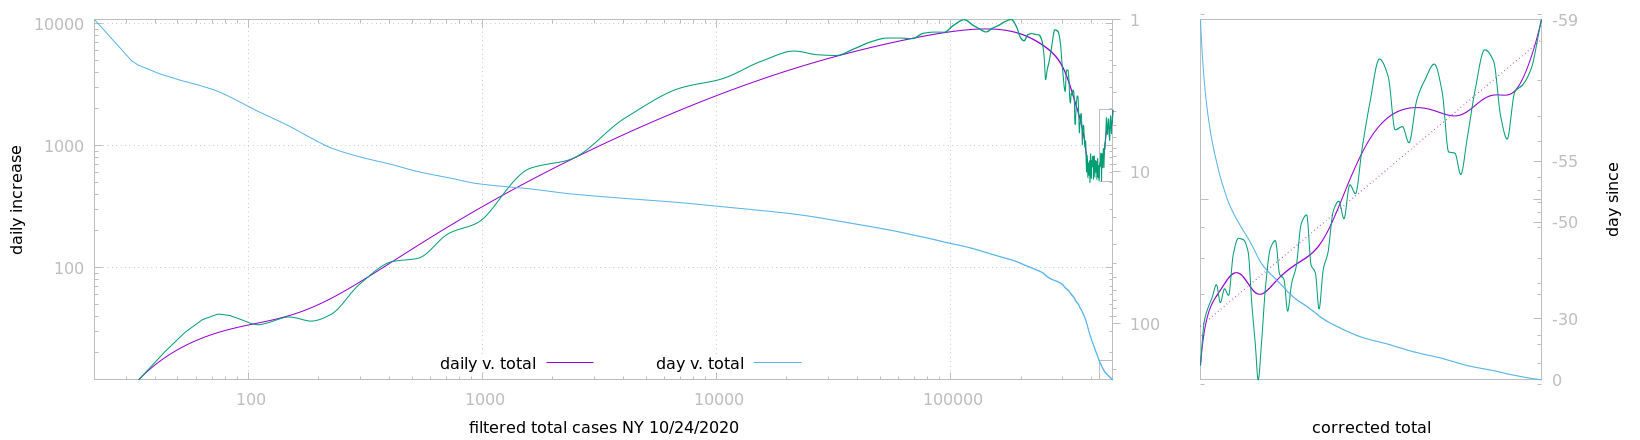 10000
1000
100
daily increase
100
1000
10000
100000
filtered total cases NY 10/24/2020
daily v. total
day v. total
1
10
100
-59
-55
-50
-30
0
day since
corrected total